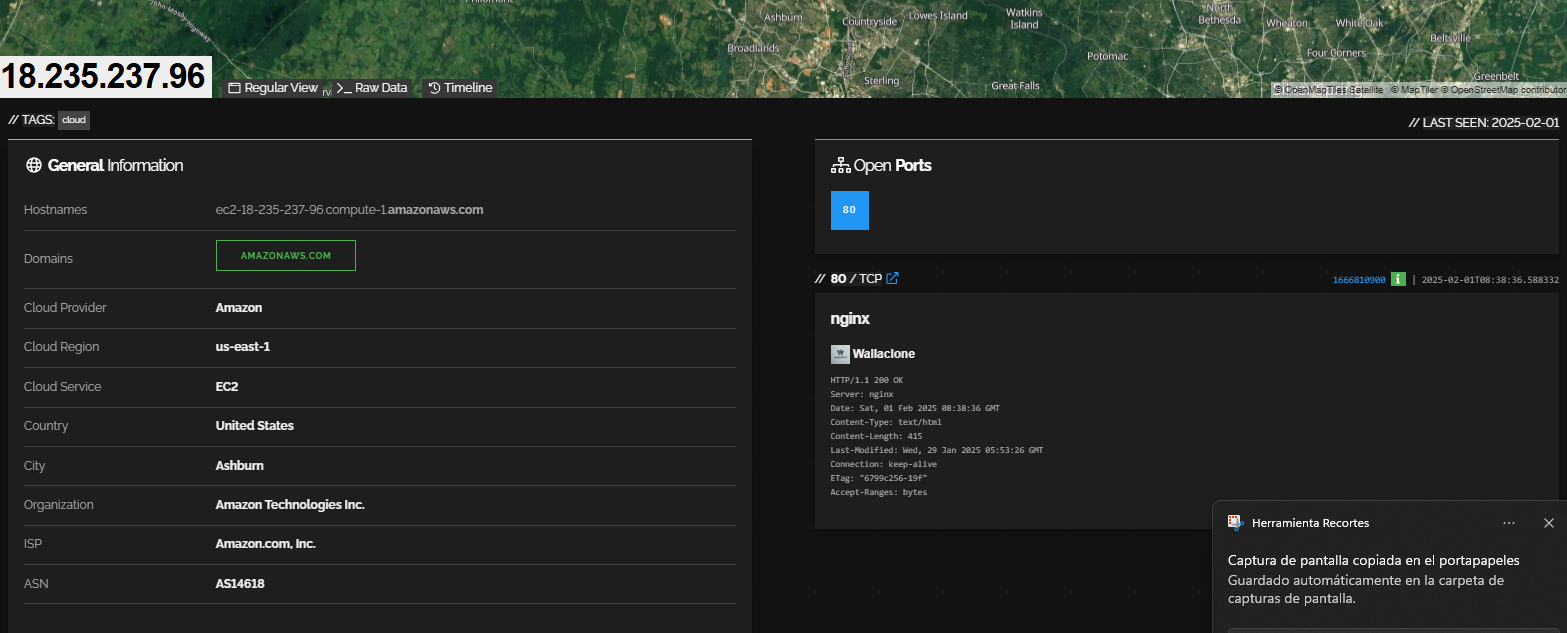 John Mosby Highway
Ashburn
Countryside
Lowes Island
Watkins
Island
North
Bethesda
Wheaton
White Oak
Beltsville
Broadlands
Potomac
Four Corners
Sterling
Great Falls
Greenbelt
18.235.237.96
Regular View
>_ Raw Data
Timeline
© OpenMapTiles Satellite © MapTiler © OpenStreetMap contributor
// TAGS: cloud
// LAST SEEN: 2025-02-01
General Information
Hostnames ec2-18-235-237-96.compute-1.amazonaws.com
Domains AMAZONAWS.COM
Cloud Provider Amazon
Cloud Region us-east-1
Cloud Service EC2
Country United States
City Ashburn
Organization Amazon Technologies Inc.
ISP Amazon.com, Inc.
ASN AS14618
Open Ports
80
// 80 / TCP
1666810900 | 2025-02-01T08:38:36.588332
nginx
Wallaclone
HTTP/1.1 200 OK
Server: nginx
Date: Sat, 01 Feb 2025 08:38:36 GMT
Content-Type: text/html
Content-Length: 415
Last-Modified: Wed, 29 Jan 2025 05:53:26 GMT
Connection: keep-alive
ETag: "6799c256-19f"
Accept-Ranges: bytes
Herramienta Recortes
Captura de pantalla copiada en el portapapeles
Guardado automáticamente en la carpeta de
capturas de pantalla.